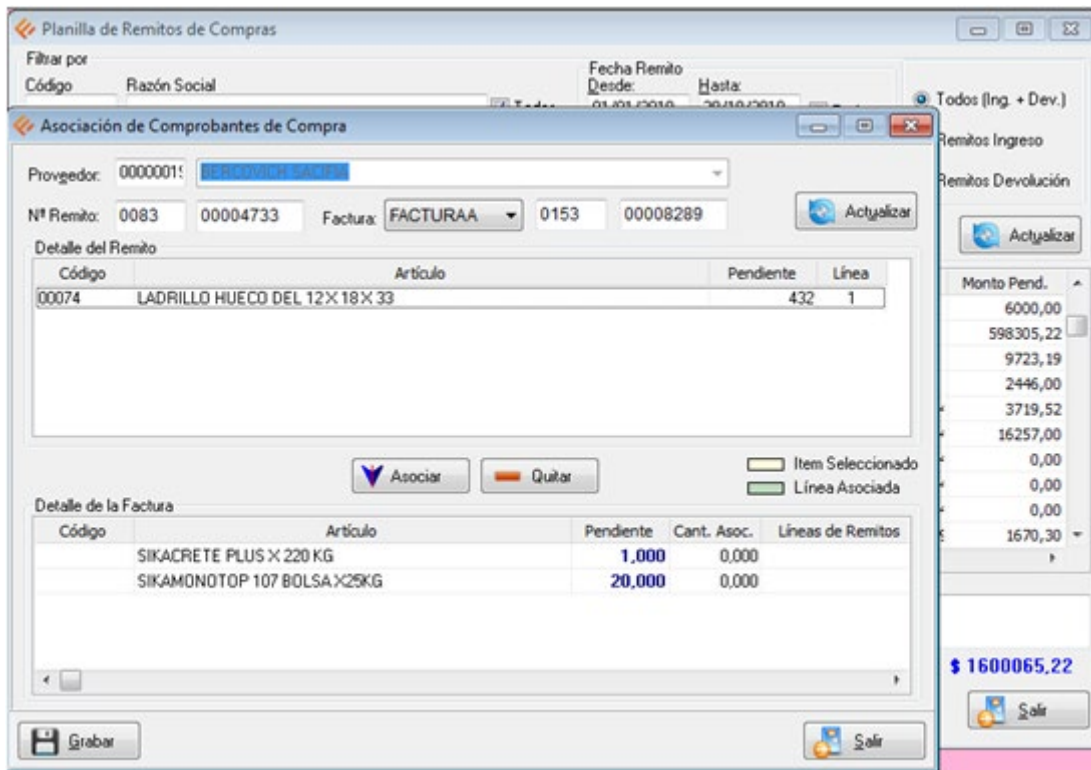 Planilla de Remitos de Compras
Filtrar por
Código Razón Social
Fecha Remito
Desde: Hasta:
Todos (Ing. + Dev.)
Remitos Ingreso
Remitos Devolución
Actualizar
Asociación de Comprobantes de Compra
Proveedor: BERCOVICH SACIFIA
Nº Remito: 0083 00004733 Factura: FACTURAA 0153 00008289 Actualizar
Detalle del Remito
Código Artículo Pendiente Línea
00074 LADRILLO HUECO DEL 12 X 18 X 33 432 1
Asociar Quitar
Item Seleccionado
Línea Asociada
Detalle de la Factura
Código Artículo Pendiente Cant. Asoc. Líneas de Remitos
SIKACRETE PLUS X 220 KG 1,000 0,000
SIKAMONOTOP 107 BOLSA X25KG 20,000 0,000
Grabar Salir
Monto Pend.
6000,00
598305,22
9723,19
2446,00
3719,52
16257,00
0,00
0,00
0,00
1670,30
$ 1600065,22
Salir